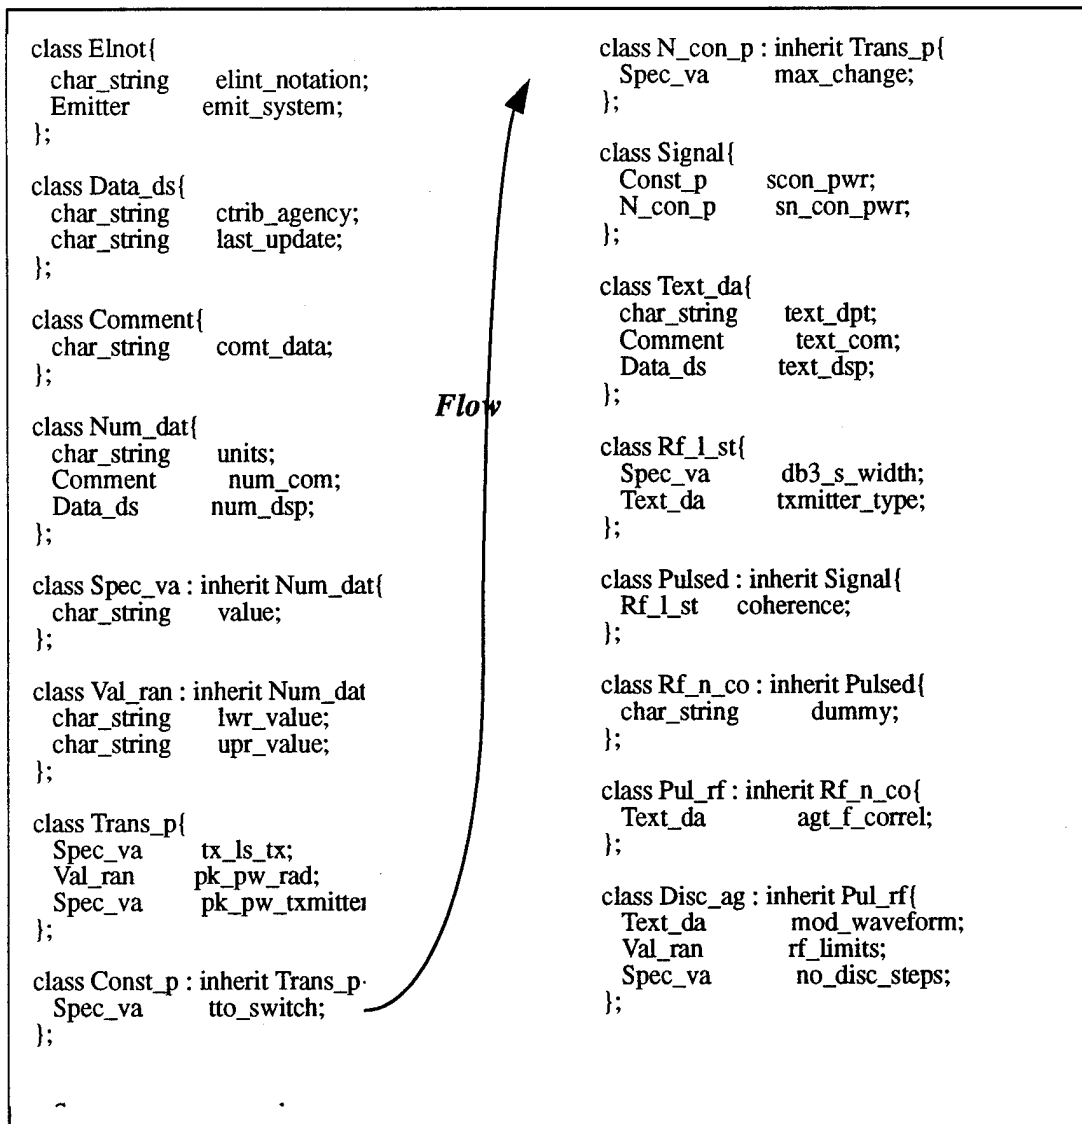 class Elnot{
char_string elint_notation;
Emitter emit_system;
};
class Data_ds{
char_string ctrib_agency;
char_string last_update;
};
class Comment{
char_string comt_data;
};
class Num_dat{
char_string units;
Comment num_com;
Data_ds num_dsp;
};
class Spec_va : inherit Num_dat{
char_string value;
};
class Val_ran : inherit Num_dat
char_string lwr_value;
char_string upr_value;
};
class Trans_p{
Spec_va tx_ls_tx;
Val_ran pk_pw_rad;
Spec_va pk_pw_txmitter
};
class Const_p : inherit Trans_p
Spec_va tto_switch;
};
Flow
class N_con_p : inherit Trans_p{
Spec_va max_change;
};
class Signal{
Const_p scon_pwr;
N_con_p sn_con_pwr;
};
class Text_da{
char_string text_dpt;
Comment text_com;
Data_ds text_dsp;
};
class Rf_l_st{
Spec_va db3_s_width;
Text_da txmitter_type;
};
class Pulsed : inherit Signal{
Rf_l_st coherence;
};
class Rf_n_co : inherit Pulsed{
char_string dummy;
};
class Pul_rf : inherit Rf_n_co{
Text_da agt_f_correl;
};
class Disc_ag : inherit Pul_rf{
Text_da mod_waveform;
Val_ran rf_limits;
Spec_va no_disc_steps;
};